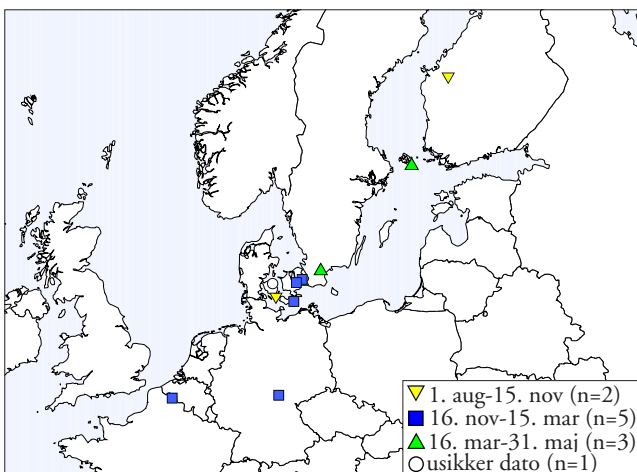 1. aug-15. nov (n=2)
16. nov-15. mar (n=5)
16. mar-31. maj (n=3)
usikker dato (n=1)